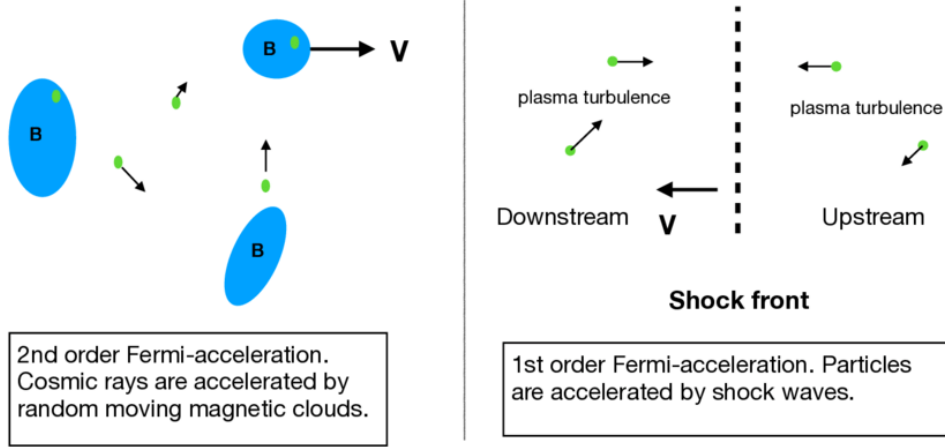 B
V
B
B
2nd order Fermi-acceleration.
Cosmic rays are accelerated by
random moving magnetic clouds.
plasma turbulence
plasma turbulence
Downstream
V
Upstream
Shock front
1st order Fermi-acceleration. Particles
are accelerated by shock waves.